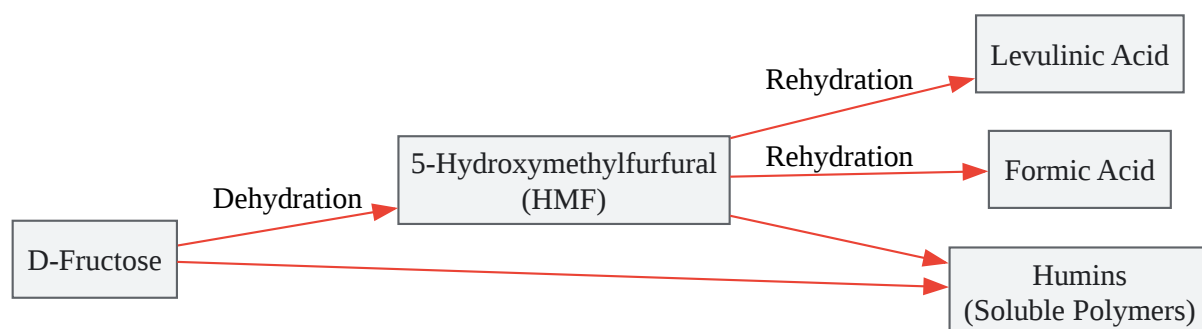 D-Fructose
Dehydration
5-Hydroxymethylfurfural
(HMF)
Rehydration
Levulinic Acid
Rehydration
Formic Acid
Humins
(Soluble Polymers)